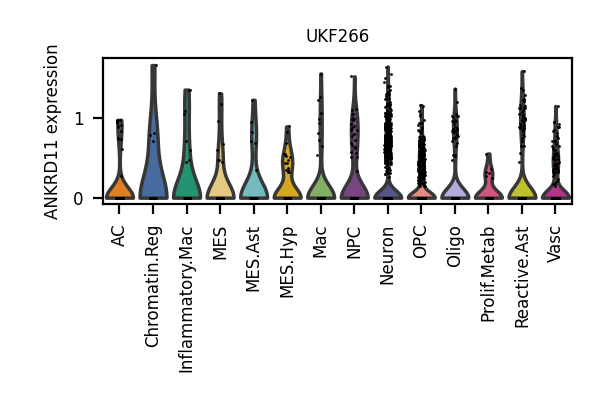 UKF266
ANKRD11 expression
1
0
AC
Chromatin.Reg
Inflammatory.Mac
MES
MES.Ast
MES.Hyp
Mac
NPC
Neuron
OPC
Oligo
Prolif.Metab
Reactive.Ast
Vasc